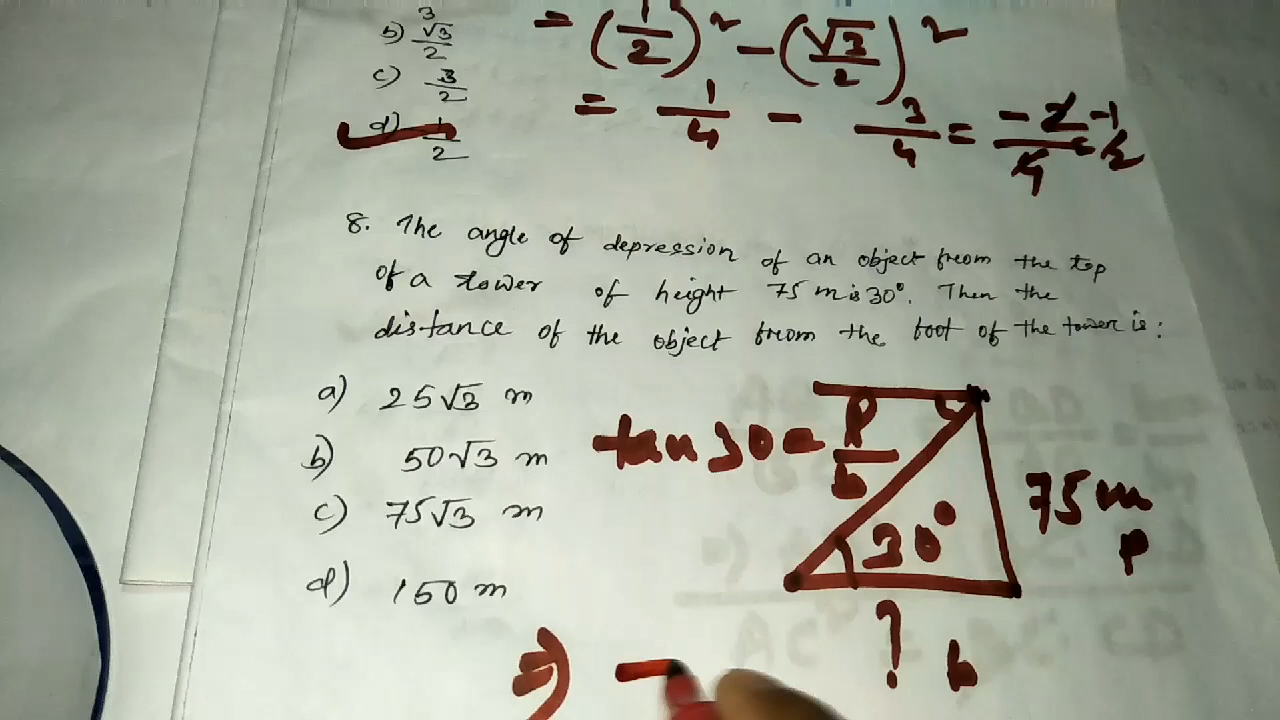 b) √3/2
= (1/2)² - (√3/2)²
c) 3/2
= 1/4 - 3/4 = -2/4 = -1/2
d) 1/2
8. The angle of depression of an object from the top
of a tower of height 75 m is 30°. Then the
distance of the object from the foot of the tower is:
a) 25√3 m
tan 30 = p/b
b) 50√3 m
30°
75 m
p
c) 75√3 m
d) 150 m
? b
⇒